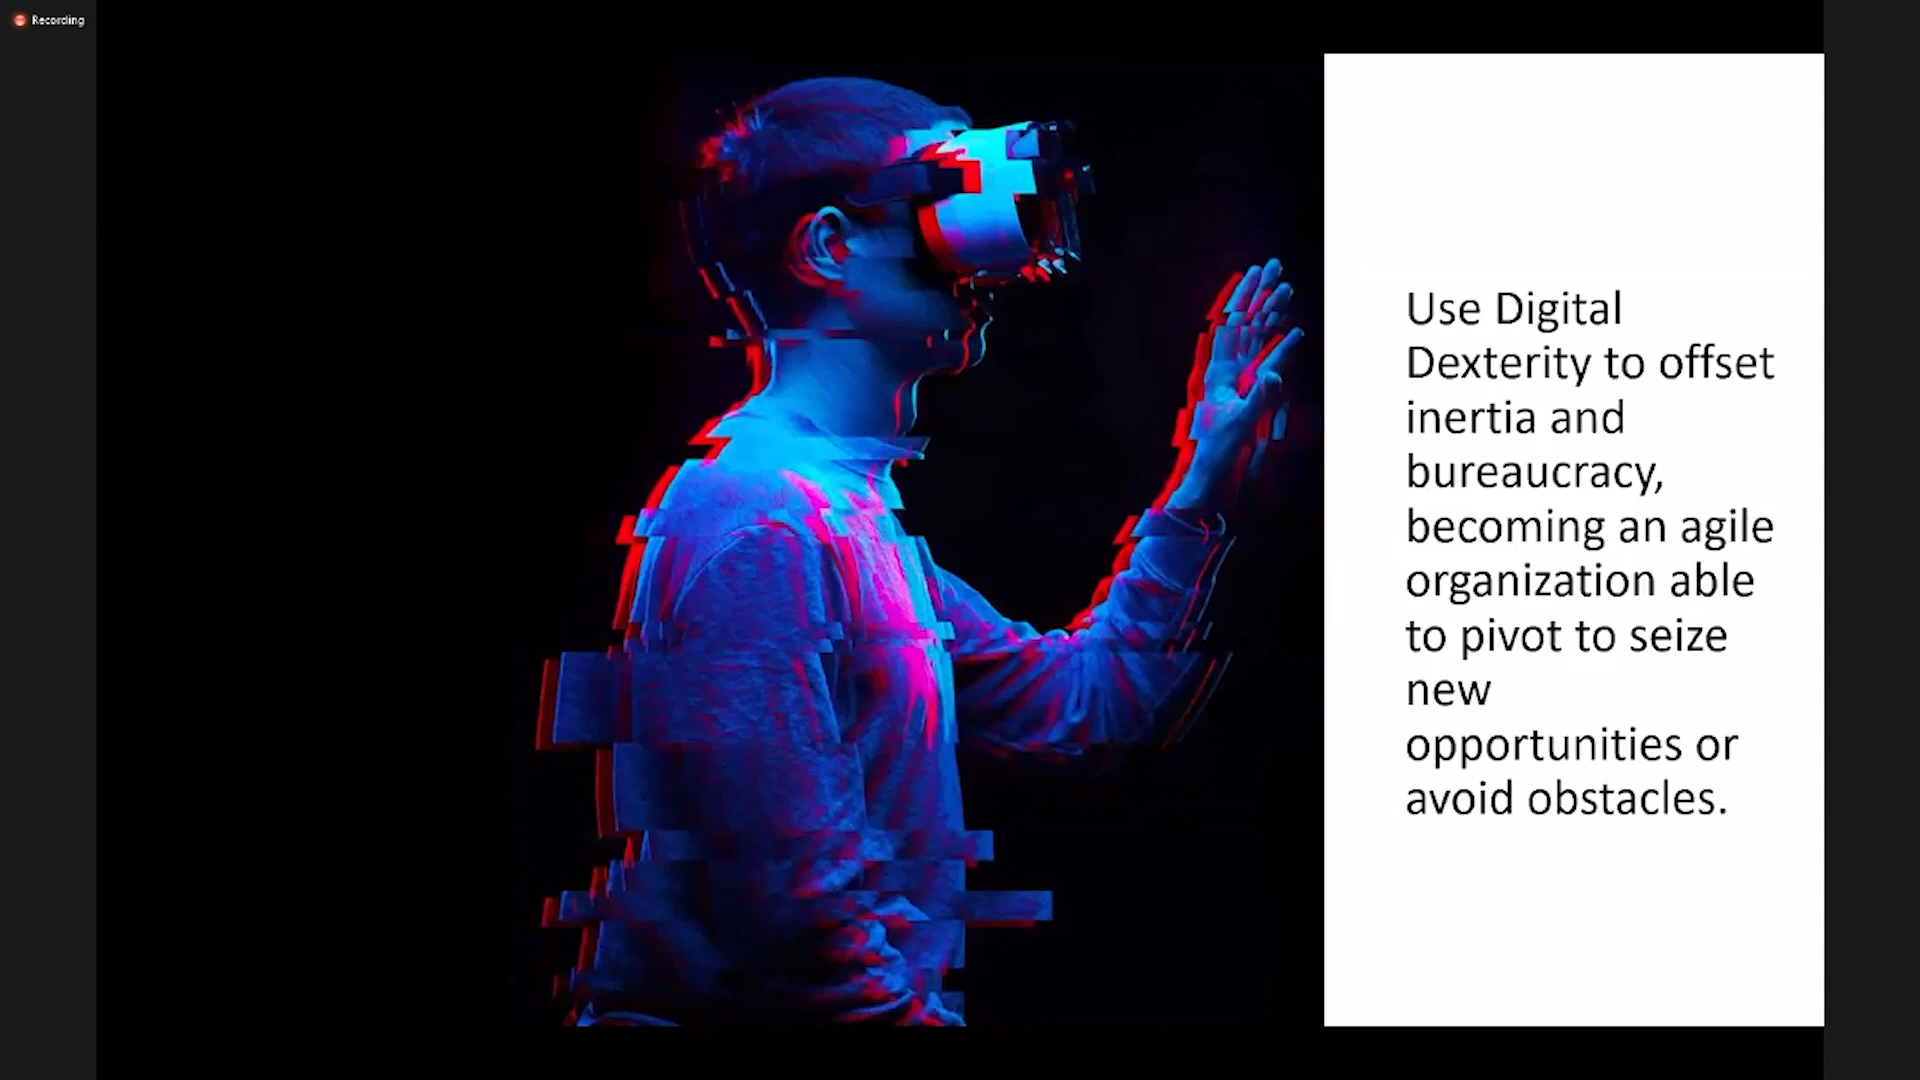 Recording
Use Digital
Dexterity to offset
inertia and
bureaucracy,
becoming an agile
organization able
to pivot to seize
new
opportunities or
avoid obstacles.